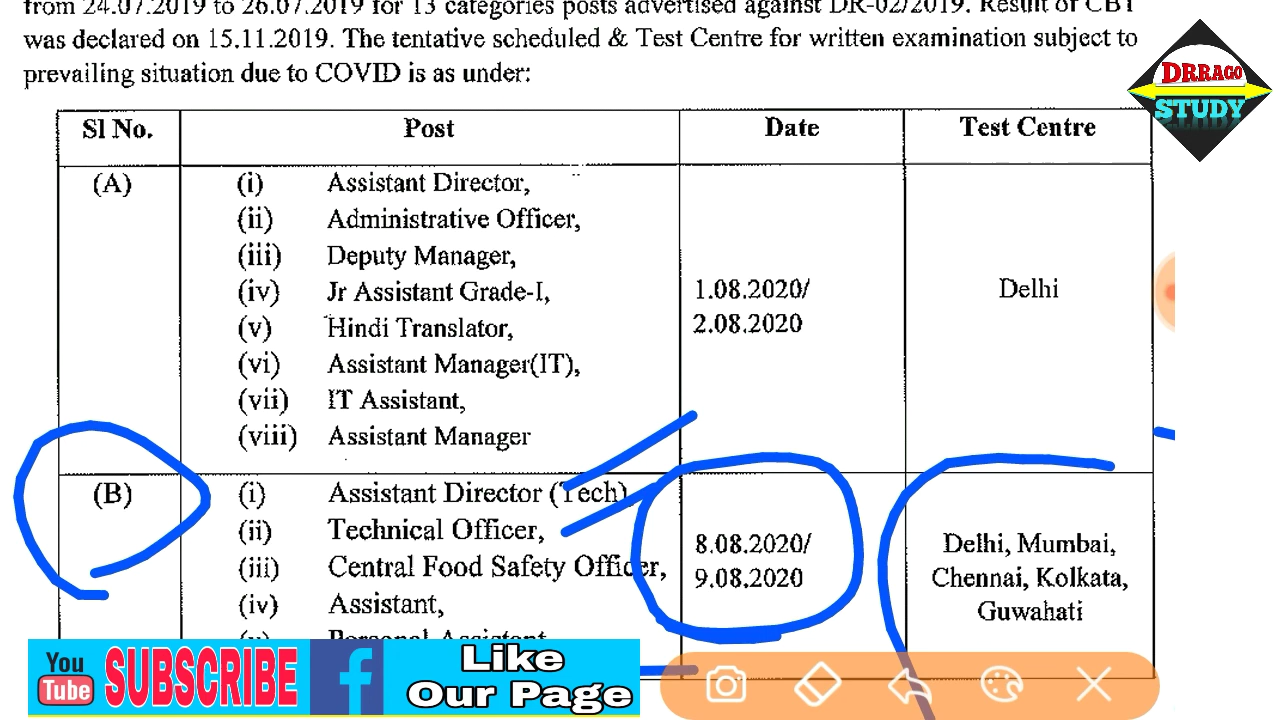 from 24.07.2019 to 26.07.2019 for 13 categories posts advertised against DR-02/2019. Result of CBT
was declared on 15.11.2019. The tentative scheduled & Test Centre for written examination subject to
prevailing situation due to COVID is as under:
DRRAGO
STUDY
Sl No. Post Date Test Centre
(A) (i) Assistant Director,
(ii) Administrative Officer,
(iii) Deputy Manager,
(iv) Jr Assistant Grade-I,
(v) Hindi Translator,
(vi) Assistant Manager(IT),
(vii) IT Assistant,
(viii) Assistant Manager
1.08.2020/
2.08.2020
Delhi
(B) (i) Assistant Director (Tech),
(ii) Technical Officer,
(iii) Central Food Safety Officer,
(iv) Assistant,
(v) Personal Assistant
8.08.2020/
9.08.2020
Delhi, Mumbai,
Chennai, Kolkata,
Guwahati
You
Tube
SUBSCRIBE
f
Like
Our Page